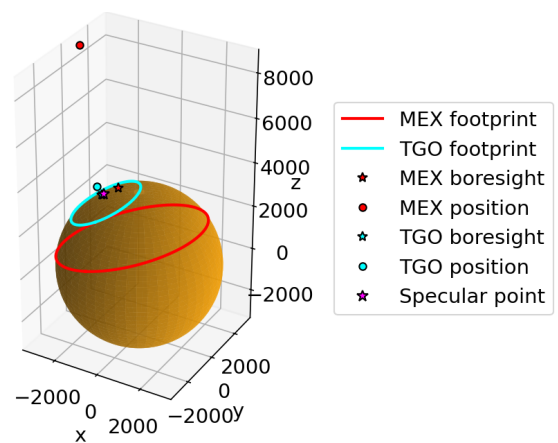 8000
6000
4000
z
2000
0
−2000
2000
0
−2000
y
−2000
0
2000
x
MEX footprint
TGO footprint
MEX boresight
MEX position
TGO boresight
TGO position
Specular point